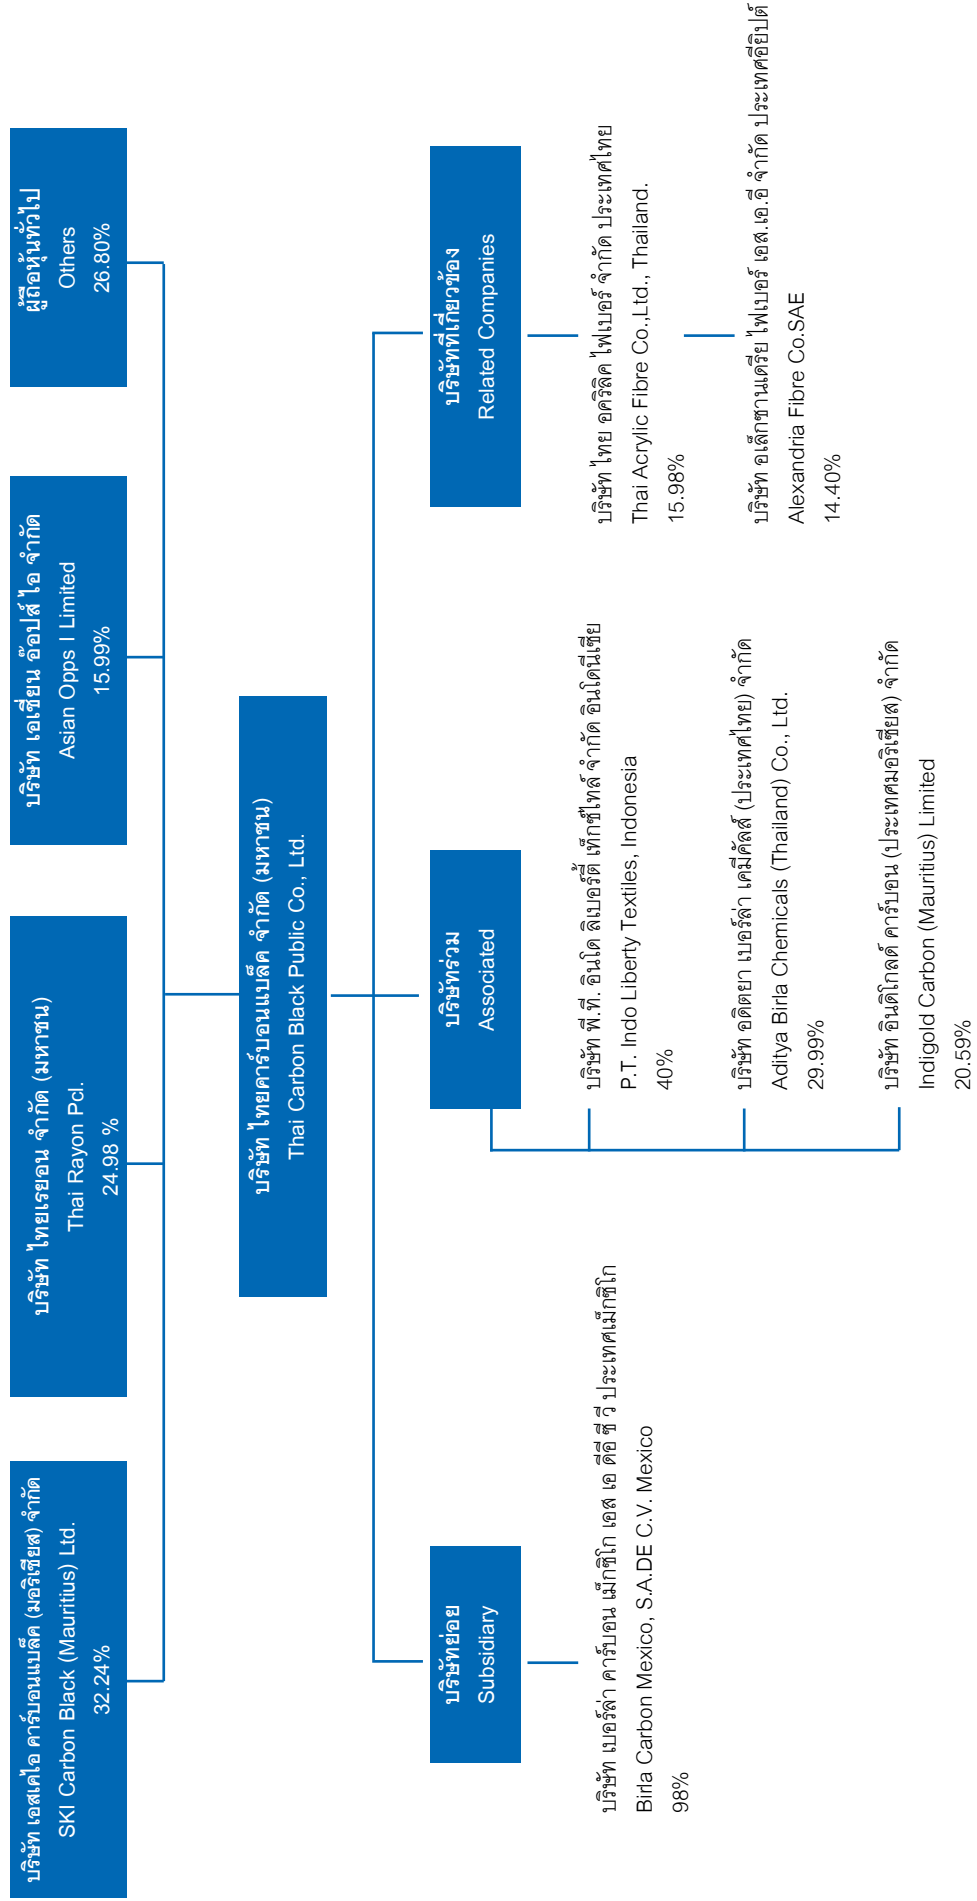 บริษัท เอสเคไอ คาร์บอนแบล็ค (มอริเชียส) จำกัด
SKI Carbon Black (Mauritius) Ltd.
32.24%
บริษัท ไทยเรยอน จำกัด (มหาชน)
Thai Rayon Pcl.
24.98 %
บริษัท เอเชี่ยน อ๊อปส์ ไอ จำกัด
Asian Opps I Limited
15.99%
ผู้ถือหุ้นทั่วไป
Others
26.80%
บริษัท ไทยคาร์บอนแบล็ค จำกัด (มหาชน)
Thai Carbon Black Public Co., Ltd.
บริษัทย่อย
Subsidiary
บริษัท เบอร์ล่า คาร์บอน เม็กซิโก เอส เอ ดีอี ซี วี ประเทศเม็กซิโก
Birla Carbon Mexico, S.A.DE C.V. Mexico
98%
บริษัทร่วม
Associated
บริษัท พี.ที. อินโด ลิเบอร์ตี้ เท็กซ์ไทล์ จำกัด อินโดนีเซีย
P.T. Indo Liberty Textiles, Indonesia
40%
บริษัท อดิตยา เบอร์ล่า เคมีคัลส์ (ประเทศไทย) จำกัด
Aditya Birla Chemicals (Thailand) Co., Ltd.
29.99%
บริษัท อินดิโกลด์ คาร์บอน (ประเทศมอริเชียส) จำกัด
Indigold Carbon (Mauritius) Limited
20.59%
บริษัทที่เกี่ยวข้อง
Related Companies
บริษัท ไทย อคริลิค ไฟเบอร์ จำกัด ประเทศไทย
Thai Acrylic Fibre Co.,Ltd., Thailand.
15.98%
บริษัท อเล็กซานเดรีย ไฟเบอร์ เอส.เอ.อี จำกัด ประเทศอียิปต์
Alexandria Fibre Co.SAE
14.40%